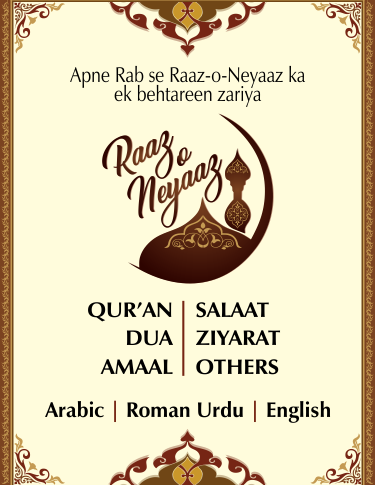 Apne Rab se Raaz-o-Neyaaz ka
ek behtareen zariya
Raaz
o
Neyaaz
QUR'AN | SALAAT
DUA | ZIYARAT
AMAAL | OTHERS
Arabic | Roman Urdu | English